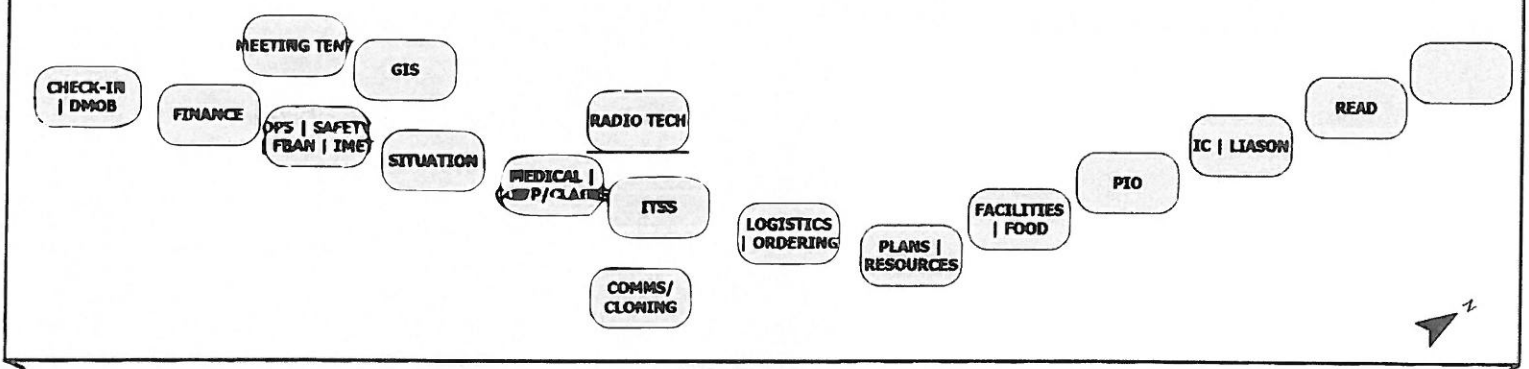 MEETING TENT
GIS
CHECK-IN
| DMOB
FINANCE
OPS | SAFETY
| FBAN | IMET
SITUATION
RADIO TECH
MEDICAL |
ITSS
LOGISTICS
| ORDERING
PLANS |
RESOURCES
FACILITIES
| FOOD
PIO
IC | LIASON
READ
COMMS/
CLONING
N